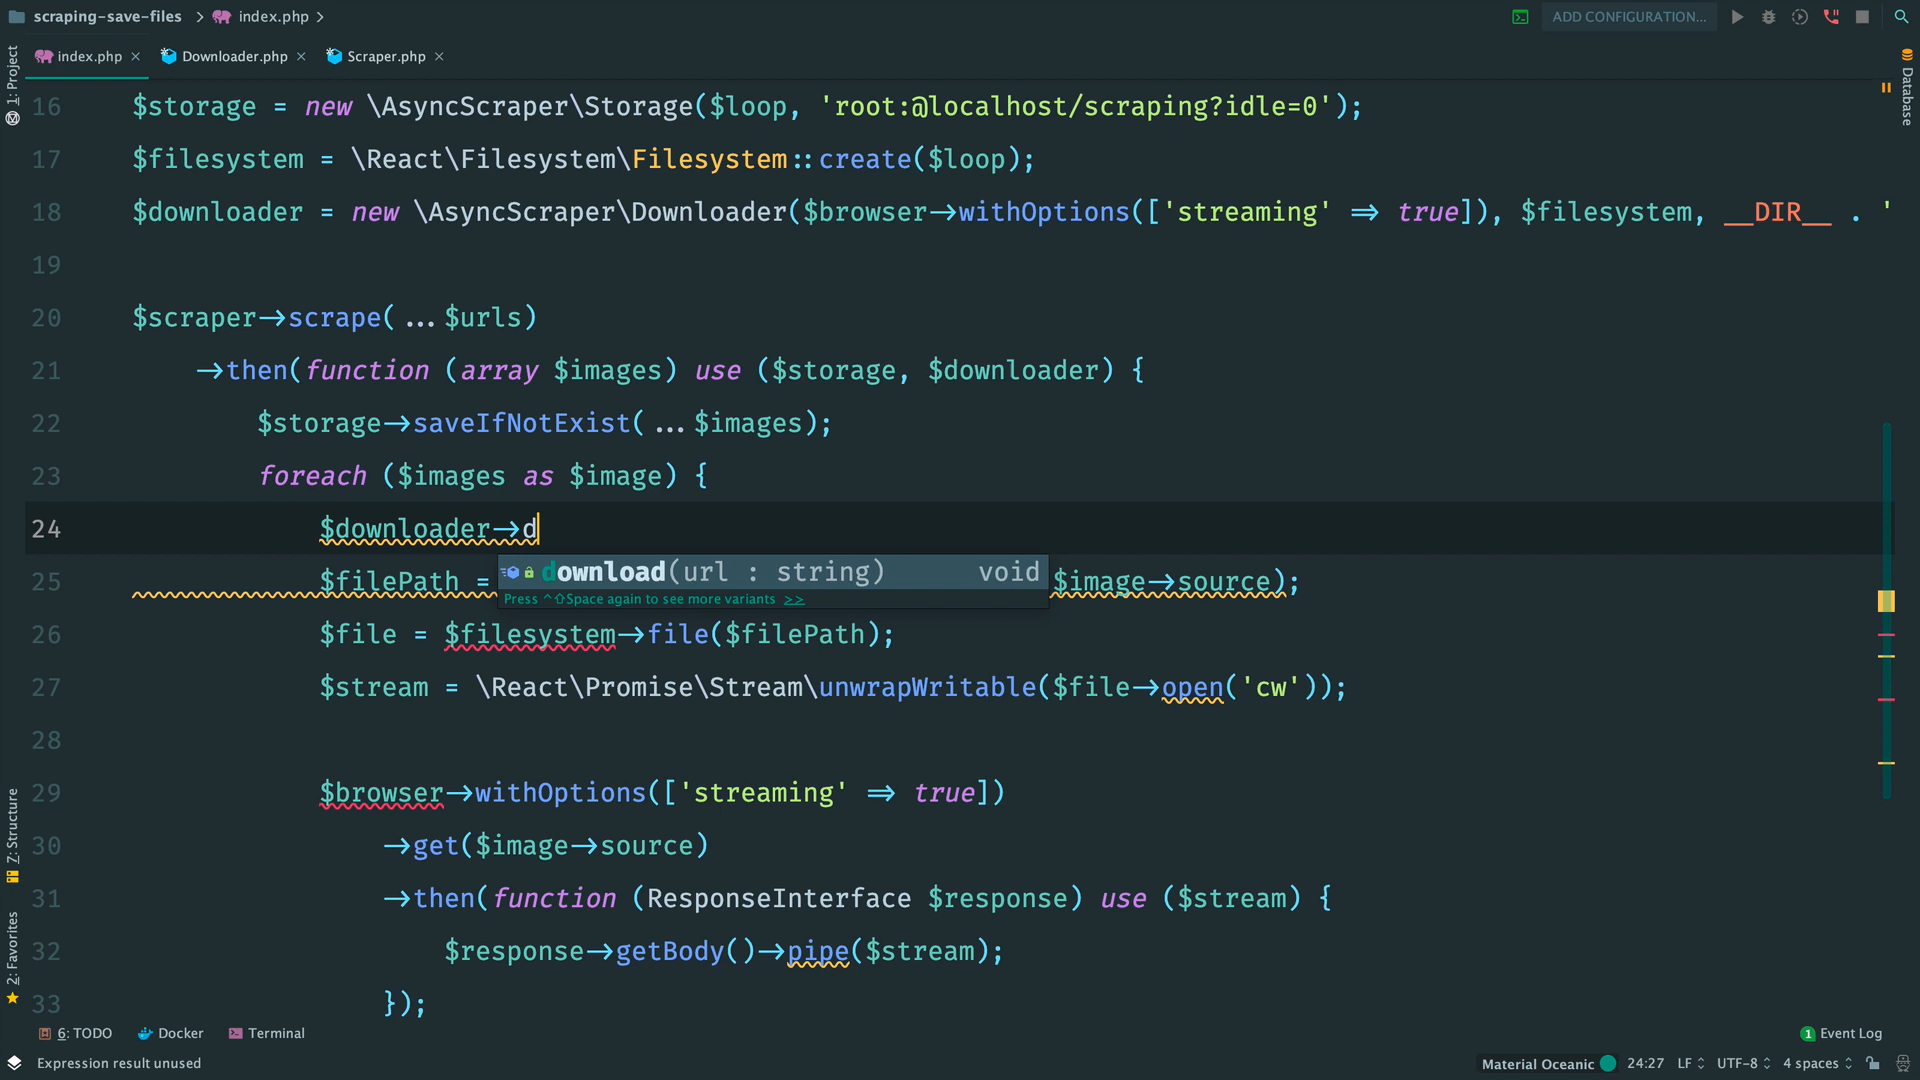 scraping-save-files index.php
ADD CONFIGURATION...
index.php Downloader.php Scraper.php
1: Project
Database
16 $storage = new \AsyncScraper\Storage($loop, 'root:@localhost/scraping?idle=0');
17 $filesystem = \React\Filesystem\Filesystem::create($loop);
18 $downloader = new \AsyncScraper\Downloader($browser->withOptions(['streaming' => true]), $filesystem, __DIR__ . '
19
20 $scraper->scrape(...$urls)
21 ->then(function (array $images) use ($storage, $downloader) {
22 $storage->saveIfNotExist(...$images);
23 foreach ($images as $image) {
24 $downloader->d
download(url : string) void
Press ^⇧Space again to see more variants >>
25 $filePath = $image->source);
26 $file = $filesystem->file($filePath);
27 $stream = \React\Promise\Stream\unwrapWritable($file->open('cw'));
28
29 $browser->withOptions(['streaming' => true])
30 ->get($image->source)
31 ->then(function (ResponseInterface $response) use ($stream) {
32 $response->getBody()->pipe($stream);
33 });
Z: Structure
2: Favorites
6: TODO Docker Terminal
1 Event Log
Expression result unused
Material Oceanic 24:27 LF UTF-8 4 spaces